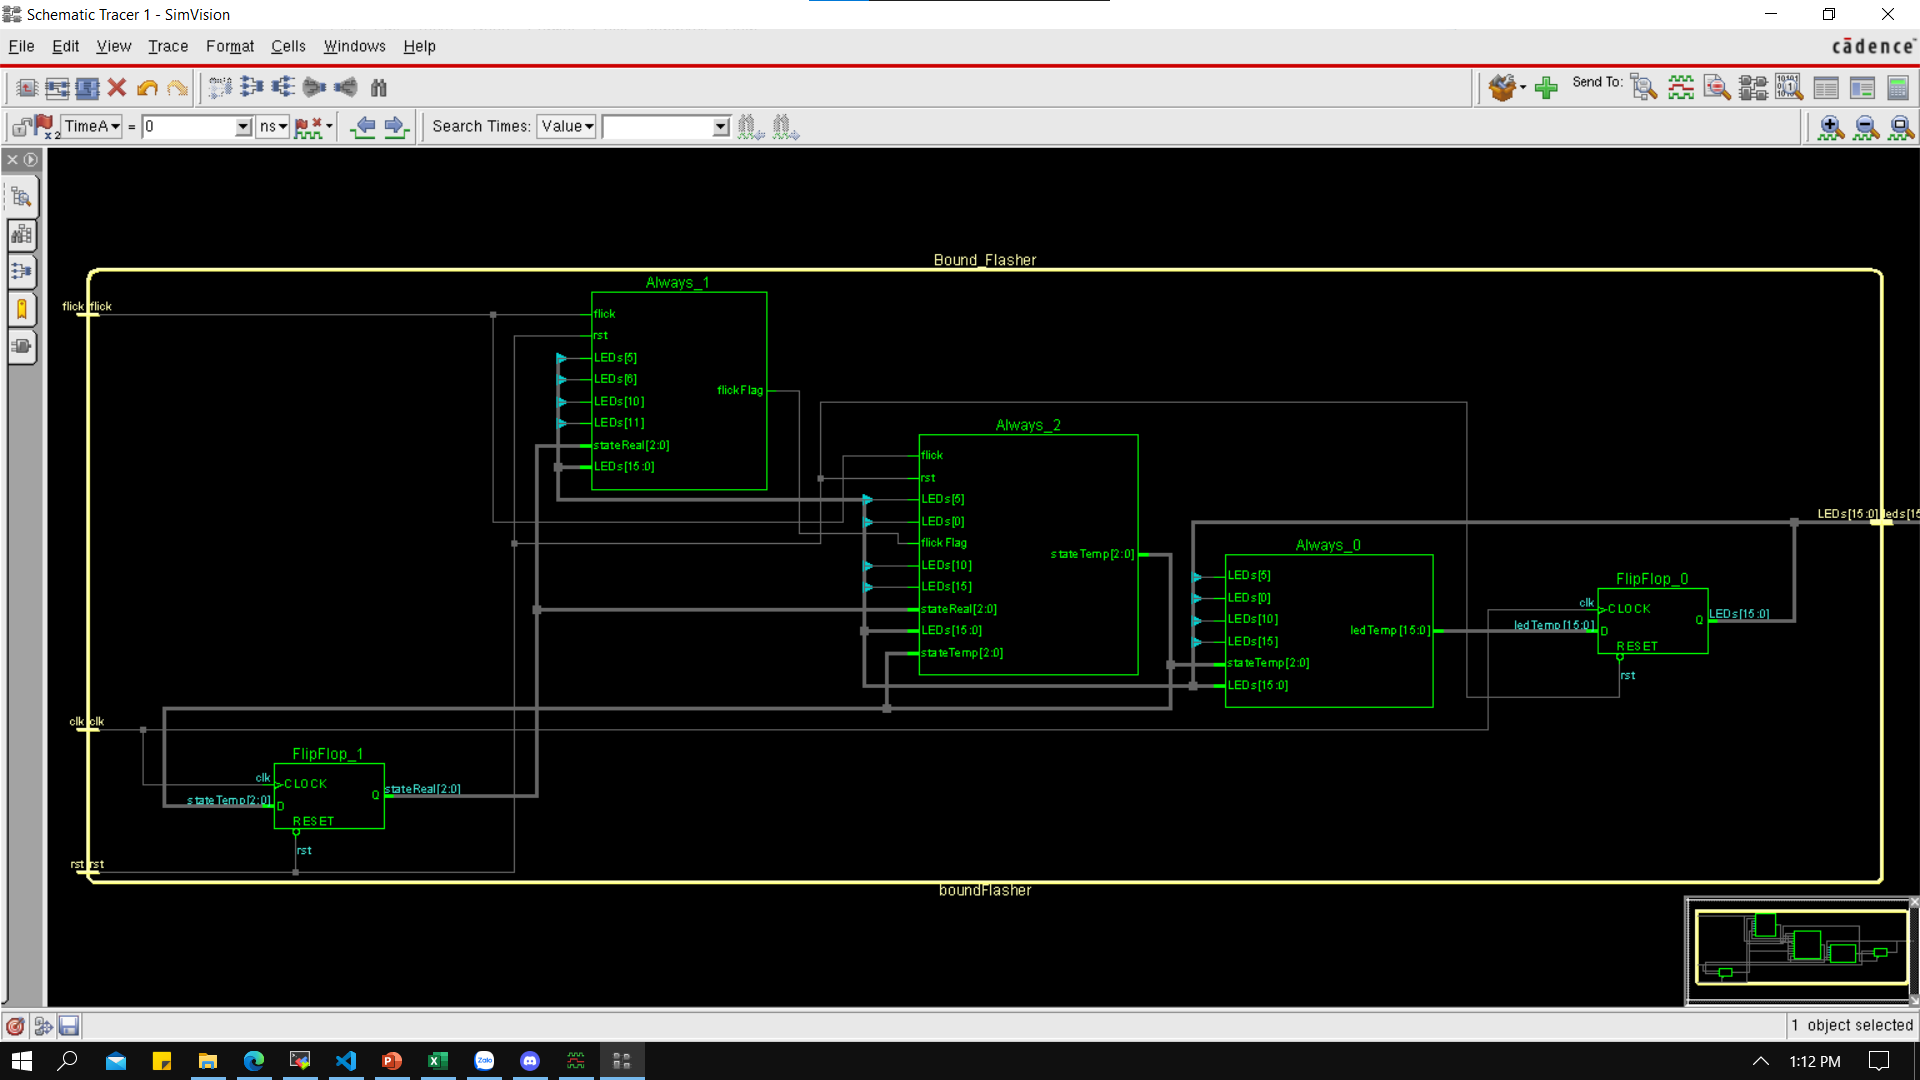 Schematic Tracer 1 - SimVision
File Edit View Trace Format Cells Windows Help
cādence
Send To:
x2 TimeA = 0 ns Search Times: Value
Bound_Flasher
Always_1
flick flick
flick
rst
LEDs[5]
LEDs[6]
flickFlag
LEDs[10]
LEDs[11]
stateReal[2:0]
LEDs[15:0]
Always_2
flick
rst
LEDs[5]
LEDs[0]
flickFlag
stateTemp[2:0]
LEDs[10]
LEDs[15]
stateReal[2:0]
LEDs[15:0]
stateTemp[2:0]
LEDs[15:0] leds[15
Always_0
LEDs[5]
LEDs[0]
LEDs[10]
ledTemp[15:0]
LEDs[15]
stateTemp[2:0]
LEDs[15:0]
FlipFlop_0
clk
CLOCK
ledTemp[15:0]
D
Q
LEDs[15:0]
RESET
rst
clk clk
FlipFlop_1
clk
CLOCK
stateTemp[2:0]
D
Q
stateReal[2:0]
RESET
rst
rst rst
boundFlasher
1 object selected
Zalo
1:12 PM